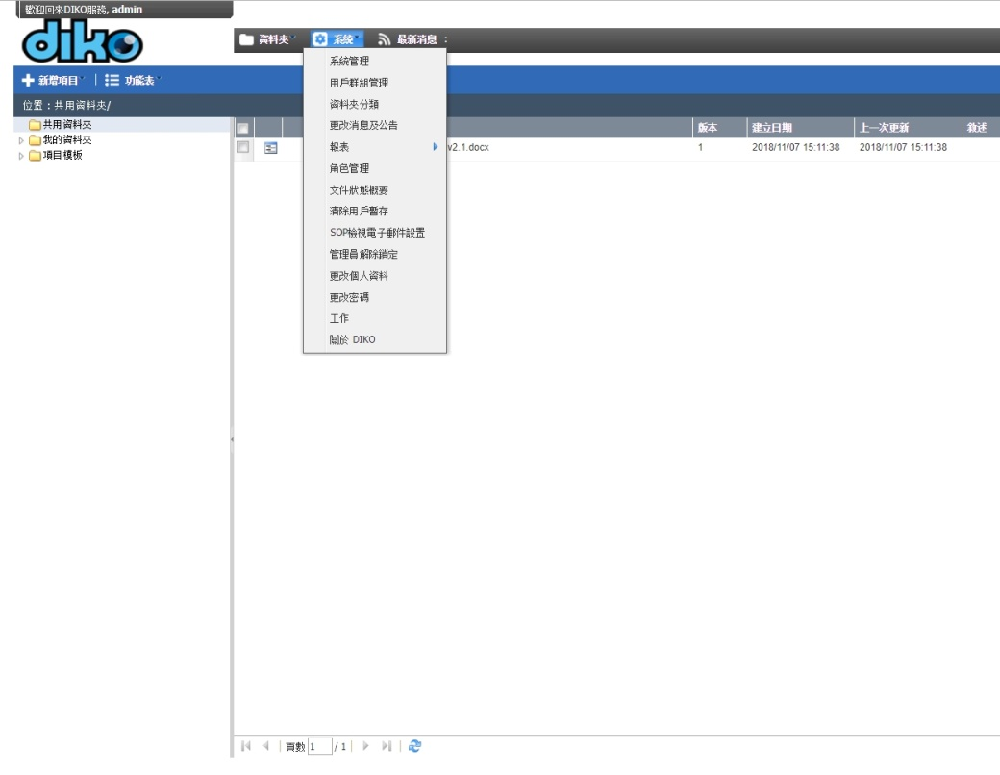 歡迎回來DIKO服務, admin
diko
資料夾 系統 最新消息 :
新增項目 功能表
位置：共用資料夾/
共用資料夾
我的資料夾
項目模板
系統管理
用戶群組管理
資料夾分類
更改消息及公告
報表
角色管理
文件狀態概要
清除用戶暫存
SOP檢視電子郵件設置
管理員解除鎖定
更改個人資料
更改密碼
工作
關於 DIKO
版本 建立日期 上一次更新 敘述
v2.1.docx 1 2018/11/07 15:11:38 2018/11/07 15:11:38
頁數 1 / 1